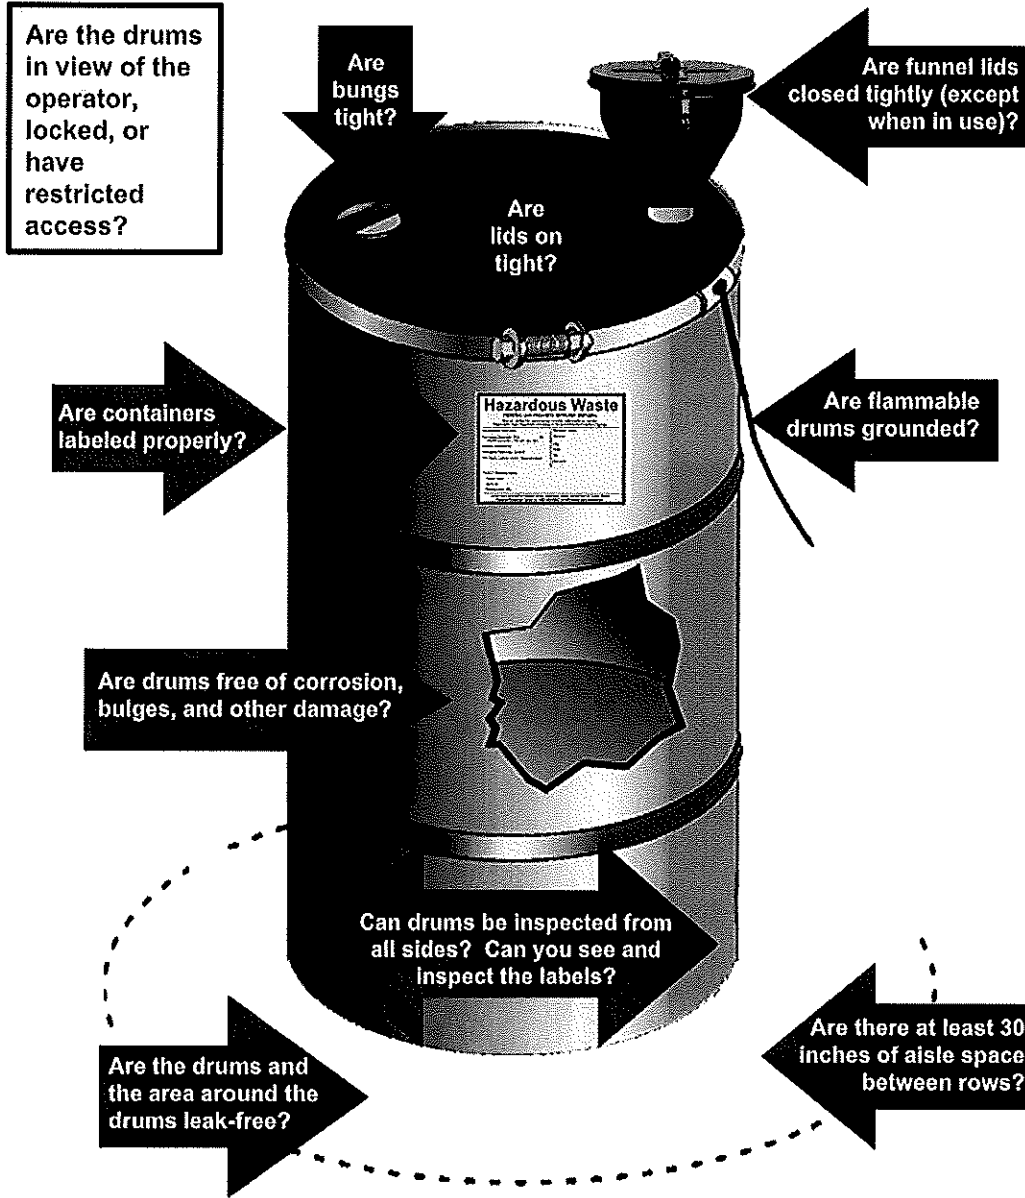 Are the drums
in view of the
operator,
locked, or
have
restricted
access?
Are
bungs
tight?
Are funnel lids
closed tightly (except
when in use)?
Are
lids on
tight?
Are containers
labeled properly?
Hazardous Waste
Are flammable
drums grounded?
Are drums free of corrosion,
bulges, and other damage?
Can drums be inspected from
all sides? Can you see and
inspect the labels?
Are the drums and
the area around the
drums leak-free?
Are there at least 30
inches of aisle space
between rows?